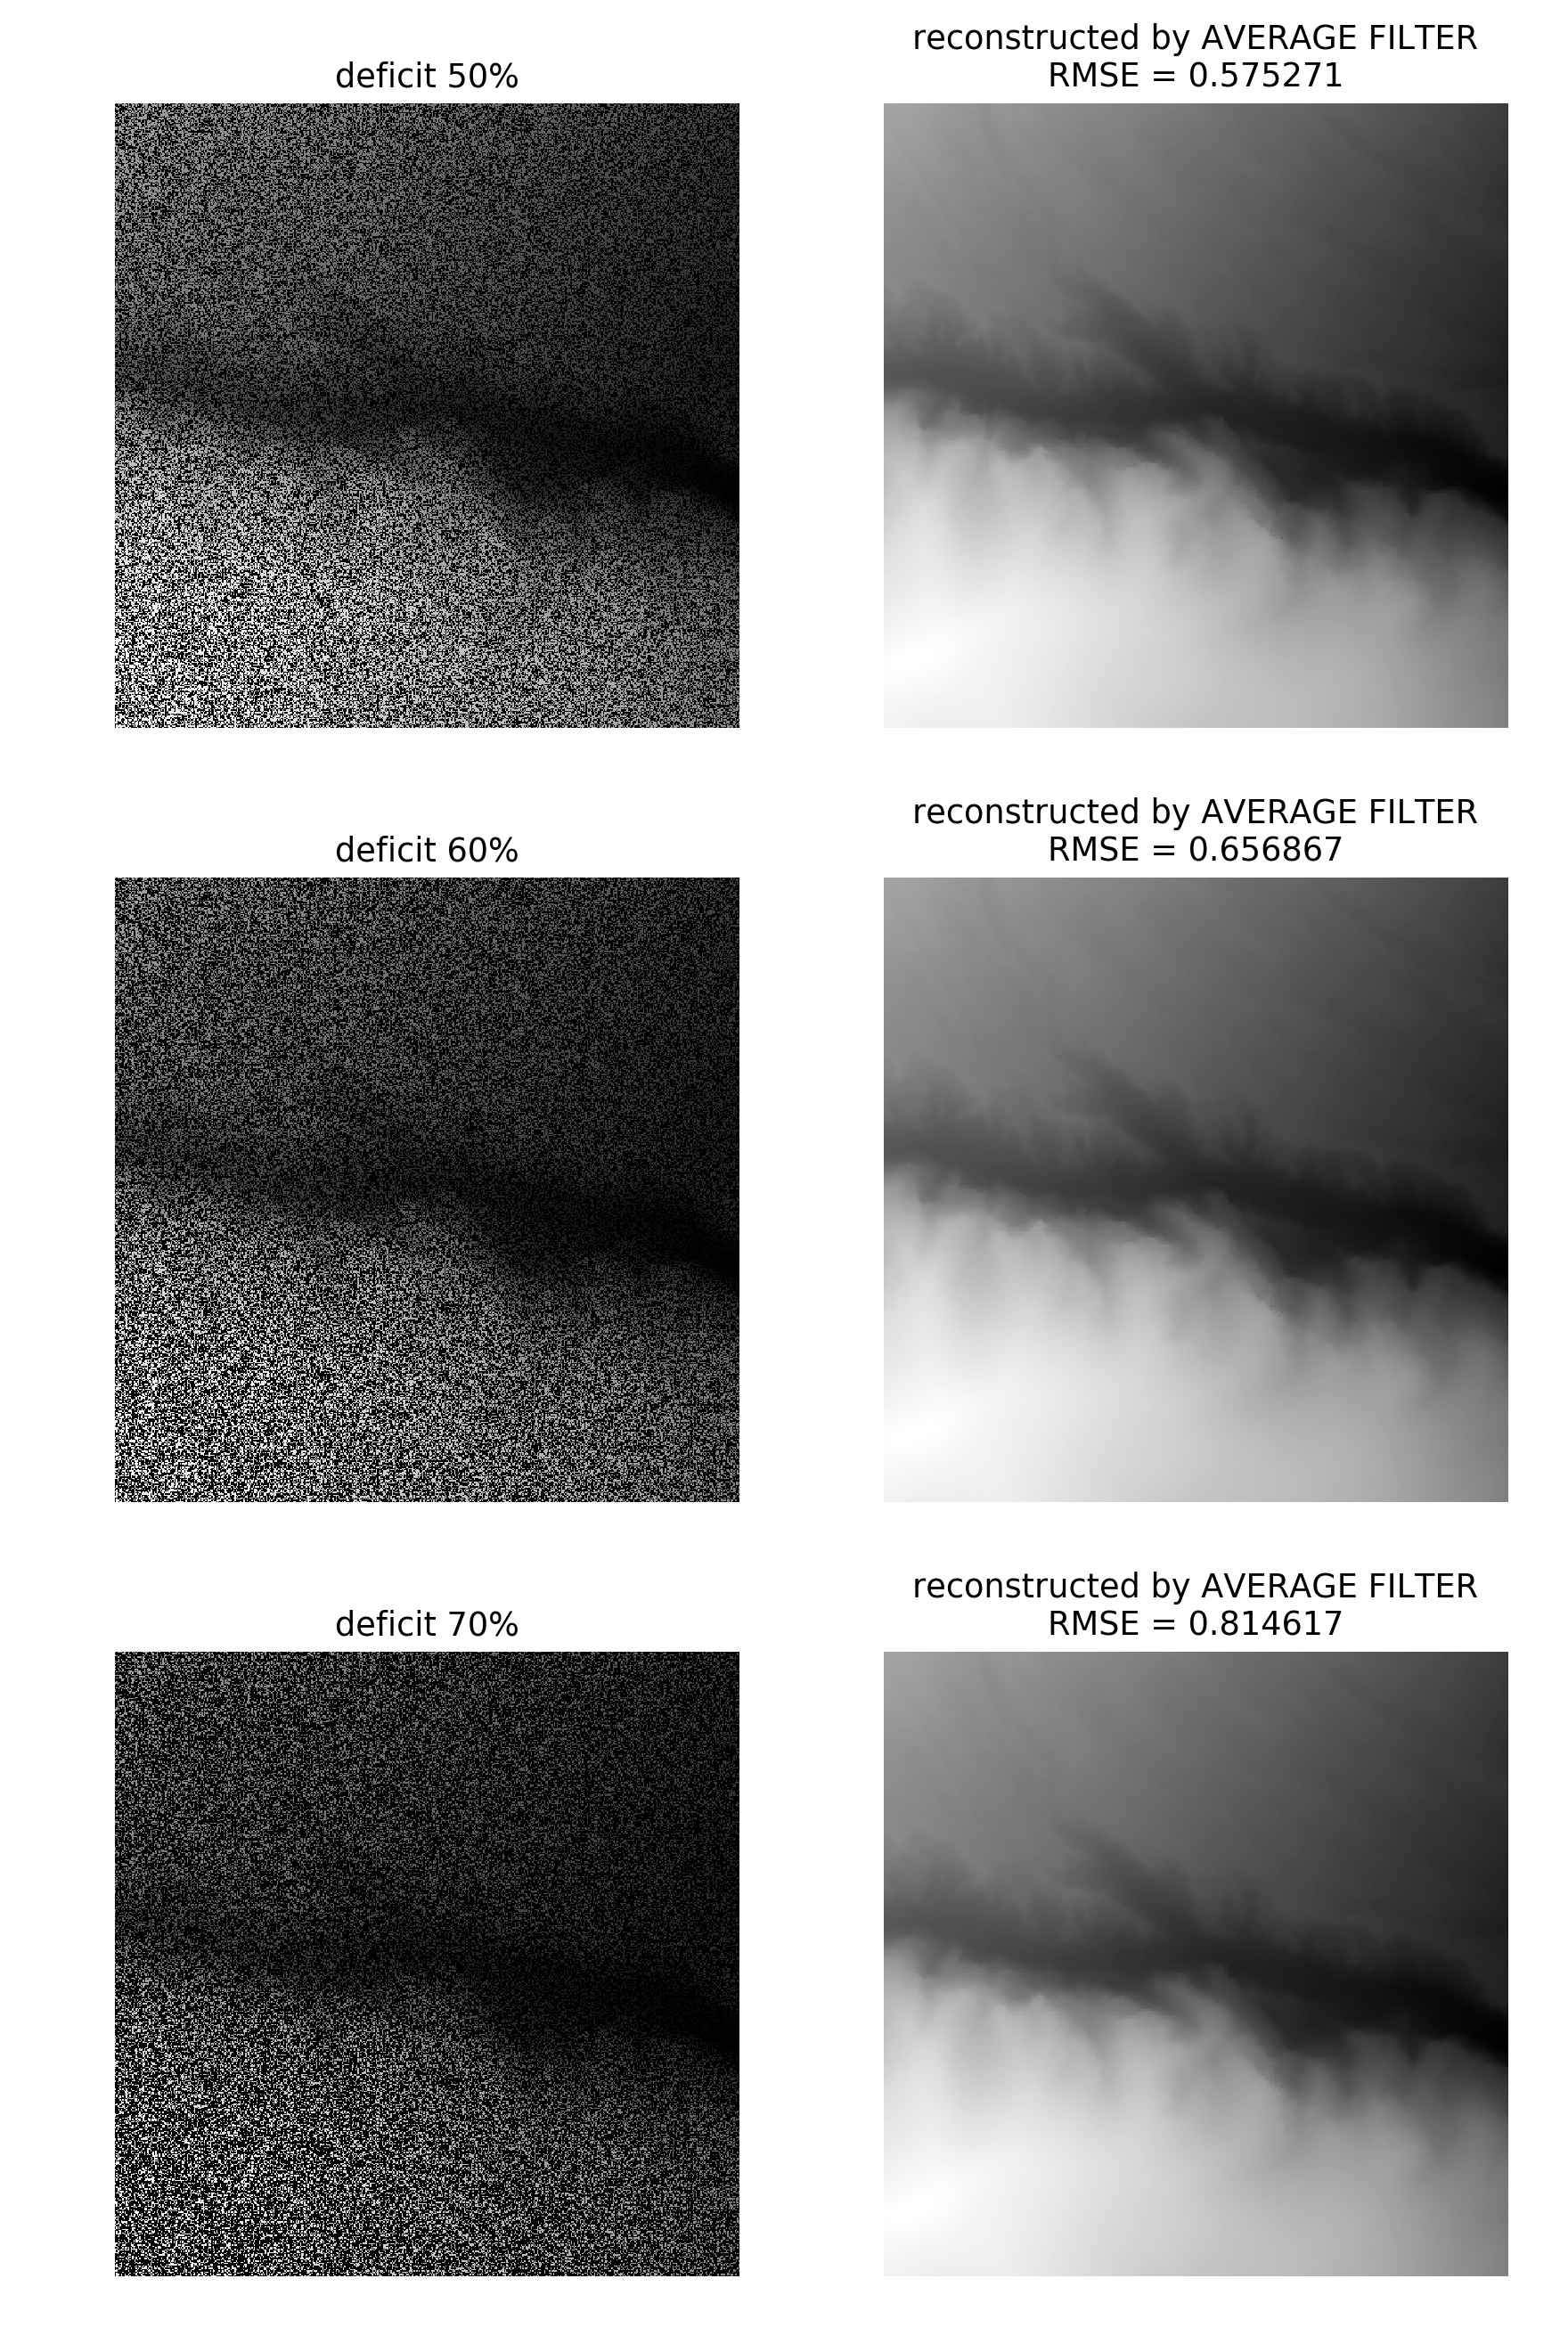 deficit 50%
reconstructed by AVERAGE FILTER
RMSE = 0.575271
deficit 60%
reconstructed by AVERAGE FILTER
RMSE = 0.656867
deficit 70%
reconstructed by AVERAGE FILTER
RMSE = 0.814617